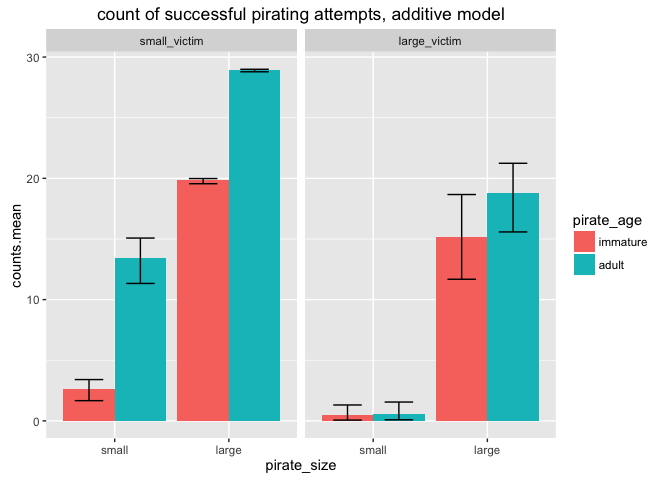 count of successful pirating attempts, additive model
small_victim
large_victim
counts.mean
30
20
10
0
small
large
small
large
pirate_size
pirate_age
immature
adult